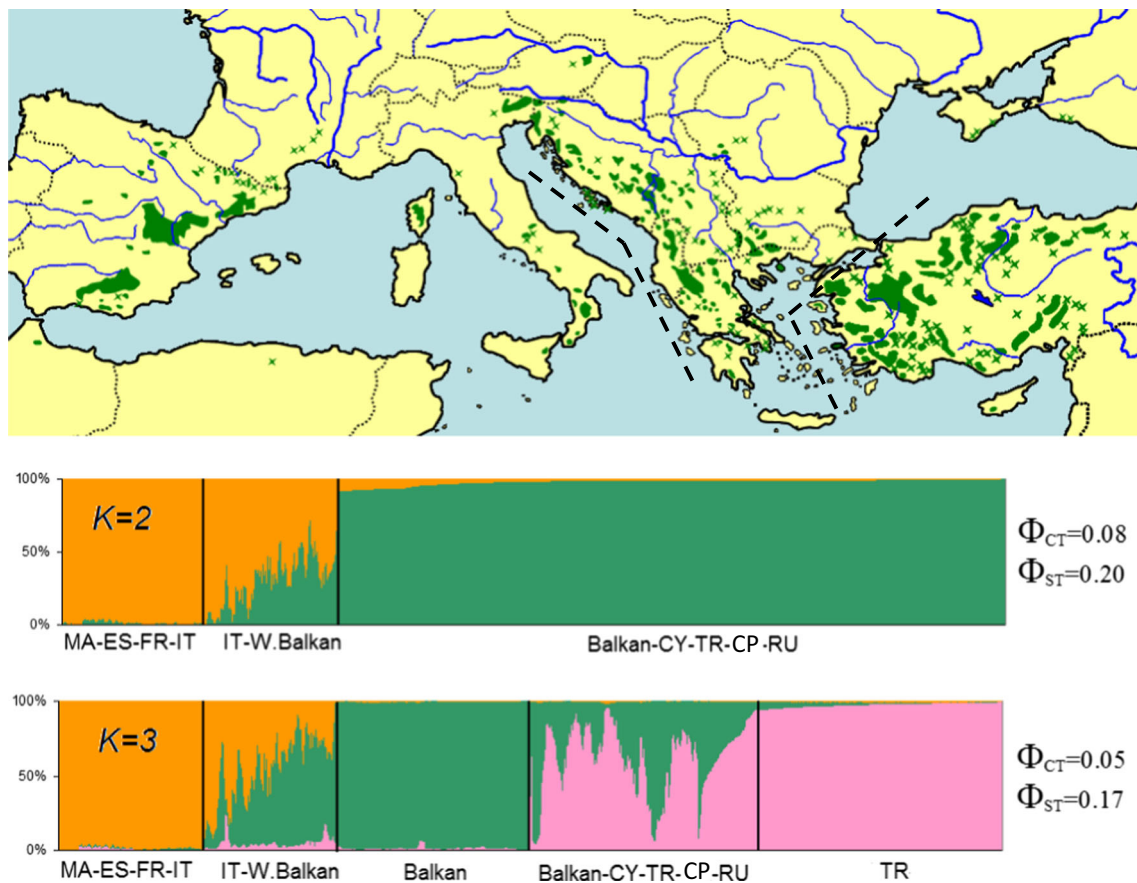 100%
K=2
50%
0%
MA-ES-FR-IT
IT-W.Balkan
Balkan-CY-TR-CP-RU
ΦCT=0.08
ΦST=0.20
100%
K=3
50%
0%
MA-ES-FR-IT
IT-W.Balkan
Balkan
Balkan-CY-TR-CP-RU
TR
ΦCT=0.05
ΦST=0.17